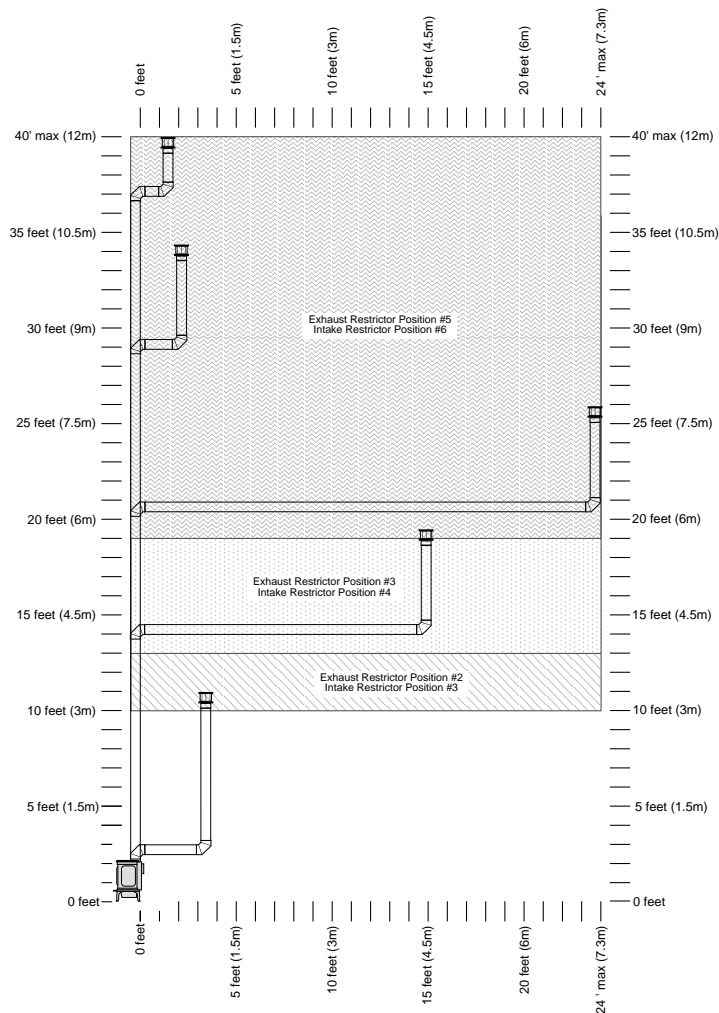 0 feet
5 feet (1.5m)
10 feet (3m)
15 feet (4.5m)
20 feet (6m)
24 ' max (7.3m)
40' max (12m)
40' max (12m)
35 feet (10.5m)
35 feet (10.5m)
Exhaust Restrictor Position #5
Intake Restrictor Position #6
30 feet (9m)
30 feet (9m)
25 feet (7.5m)
25 feet (7.5m)
20 feet (6m)
20 feet (6m)
Exhaust Restrictor Position #3
Intake Restrictor Position #4
15 feet (4.5m)
15 feet (4.5m)
Exhaust Restrictor Position #2
Intake Restrictor Position #3
10 feet (3m)
10 feet (3m)
5 feet (1.5m)
5 feet (1.5m)
0 feet
0 feet
0 feet
5 feet (1.5m)
10 feet (3m)
15 feet (4.5m)
20 feet (6m)
24 ' max (7.3m)